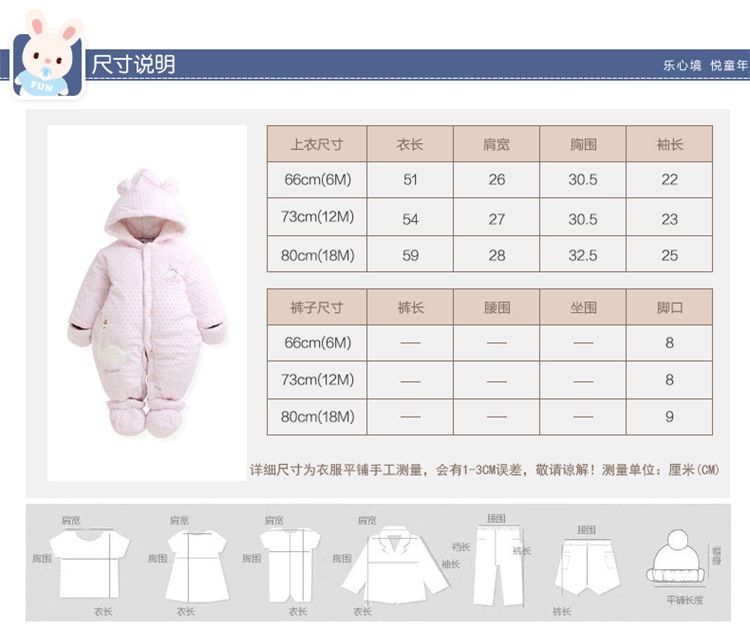 FUN
尺寸说明
乐心境 悦童年
上衣尺寸 衣长 肩宽 胸围 袖长
66cm(6M) 51 26 30.5 22
73cm(12M) 54 27 30.5 23
80cm(18M) 59 28 32.5 25
裤子尺寸 裤长 腰围 坐围 脚口
66cm(6M) — — — 8
73cm(12M) — — — 8
80cm(18M) — — — 9
详细尺寸为衣服平铺手工测量，会有1-3CM误差，敬请谅解！测量单位：厘米(CM)
肩宽 肩宽 肩宽 肩宽 腰围 腰围
胸围 胸围 胸围 胸围 裆长 裤长 帽身
袖长
衣长 衣长 衣长 衣长 裤长 平铺长度